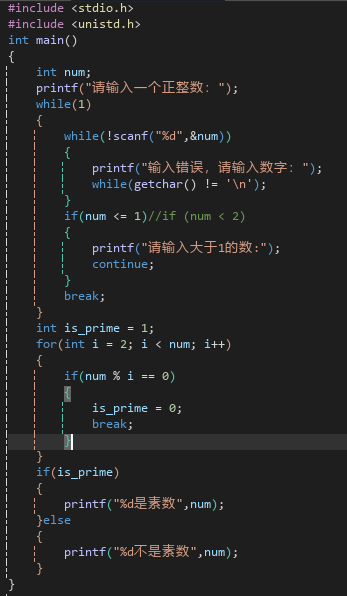 #include <stdio.h>
#include <unistd.h>
int main()
{
    int num;
    printf("请输入一个正整数: ");
    while(1)
    {
        while(!scanf("%d",&num))
        {
            printf("输入错误，请输入数字: ");
            while(getchar() != '\n');
        }
        if(num <= 1)//if (num < 2)
        {
            printf("请输入大于1的数:");
            continue;
        }
        break;
    }
    int is_prime = 1;
    for(int i = 2; i < num; i++)
    {
        if(num % i == 0)
        {
            is_prime = 0;
            break;
        }
    }
    if(is_prime)
    {
        printf("%d是素数",num);
    }else
    {
        printf("%d不是素数",num);
    }
}